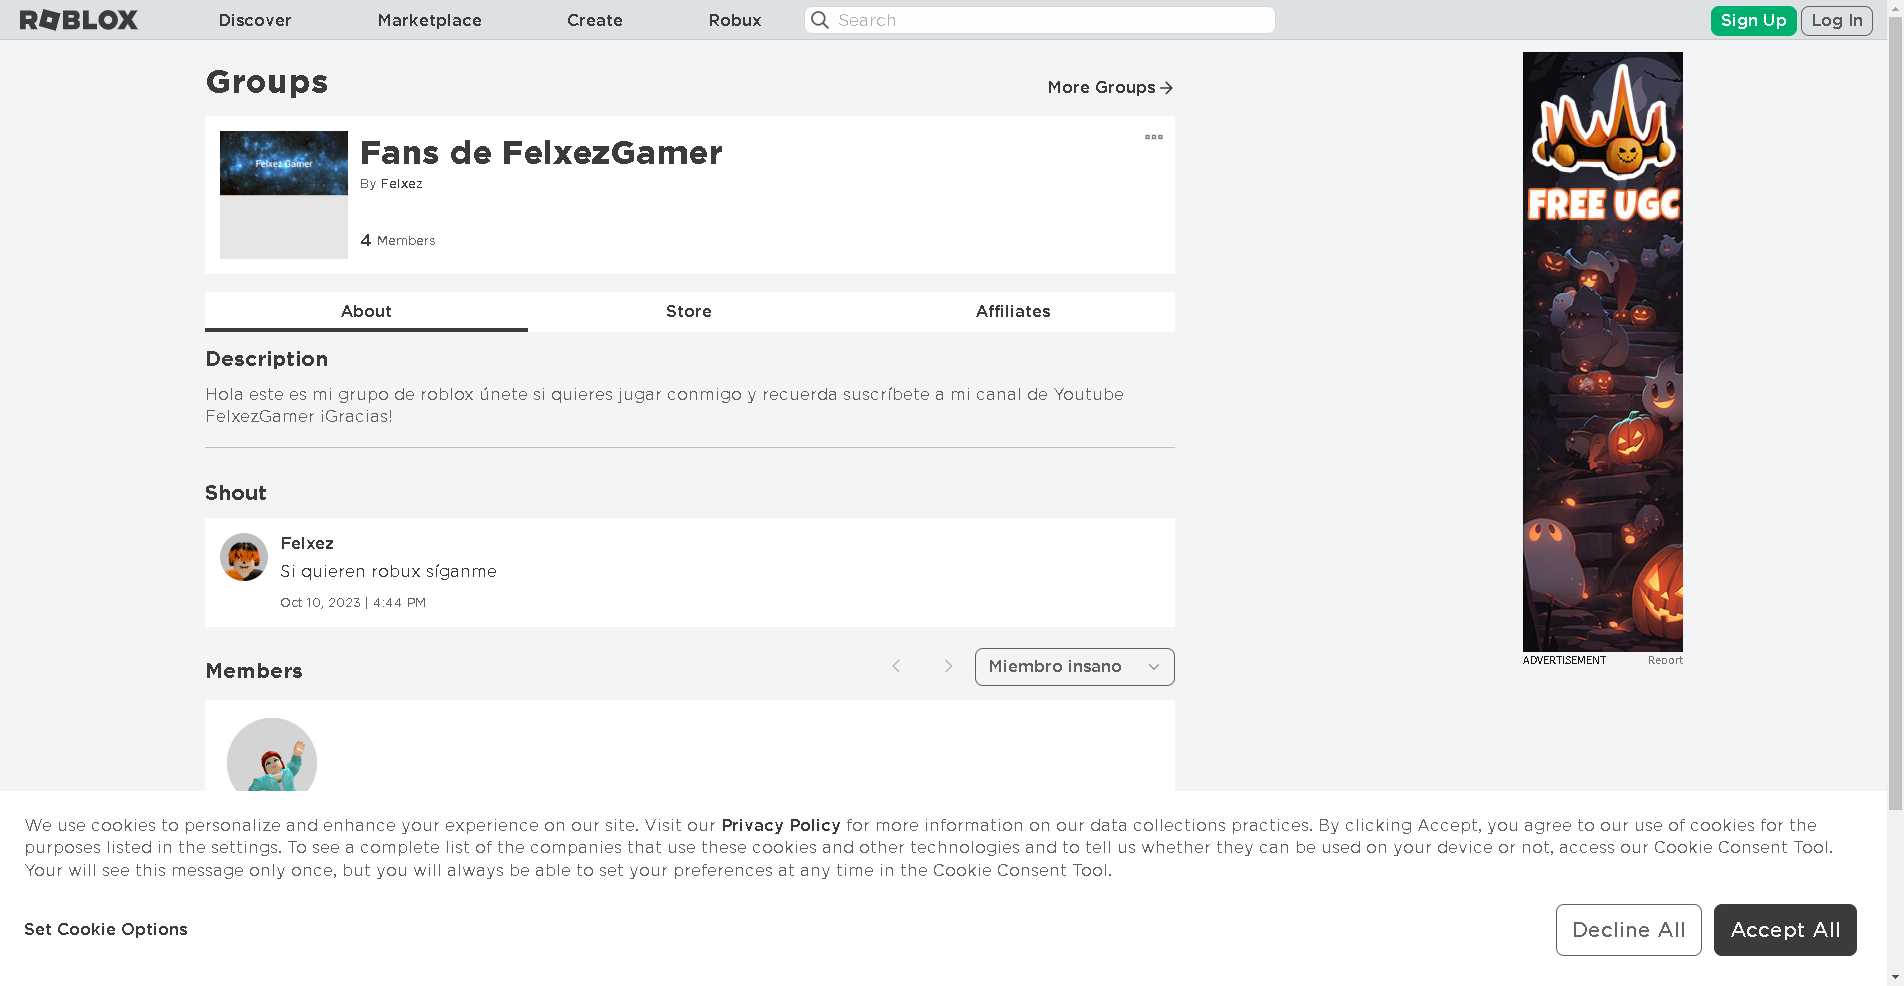 ROBLOX Discover Marketplace Create Robux Search Sign Up Log In
Groups
More Groups
Felxez Gamer
Fans de FelxezGamer
By Felxez
4 Members
FREE UGC
About Store Affiliates
Description
Hola este es mi grupo de roblox únete si quieres jugar conmigo y recuerda suscríbete a mi canal de Youtube
FelxezGamer ¡Gracias!
Shout
Felxez
Si quieren robux síganme
Oct 10, 2023 | 4:44 PM
ADVERTISEMENT Report
Members
Miembro insano
We use cookies to personalize and enhance your experience on our site. Visit our Privacy Policy for more information on our data collections practices. By clicking Accept, you agree to our use of cookies for the
purposes listed in the settings. To see a complete list of the companies that use these cookies and other technologies and to tell us whether they can be used on your device or not, access our Cookie Consent Tool.
Your will see this message only once, but you will always be able to set your preferences at any time in the Cookie Consent Tool.
Set Cookie Options
Decline All
Accept All